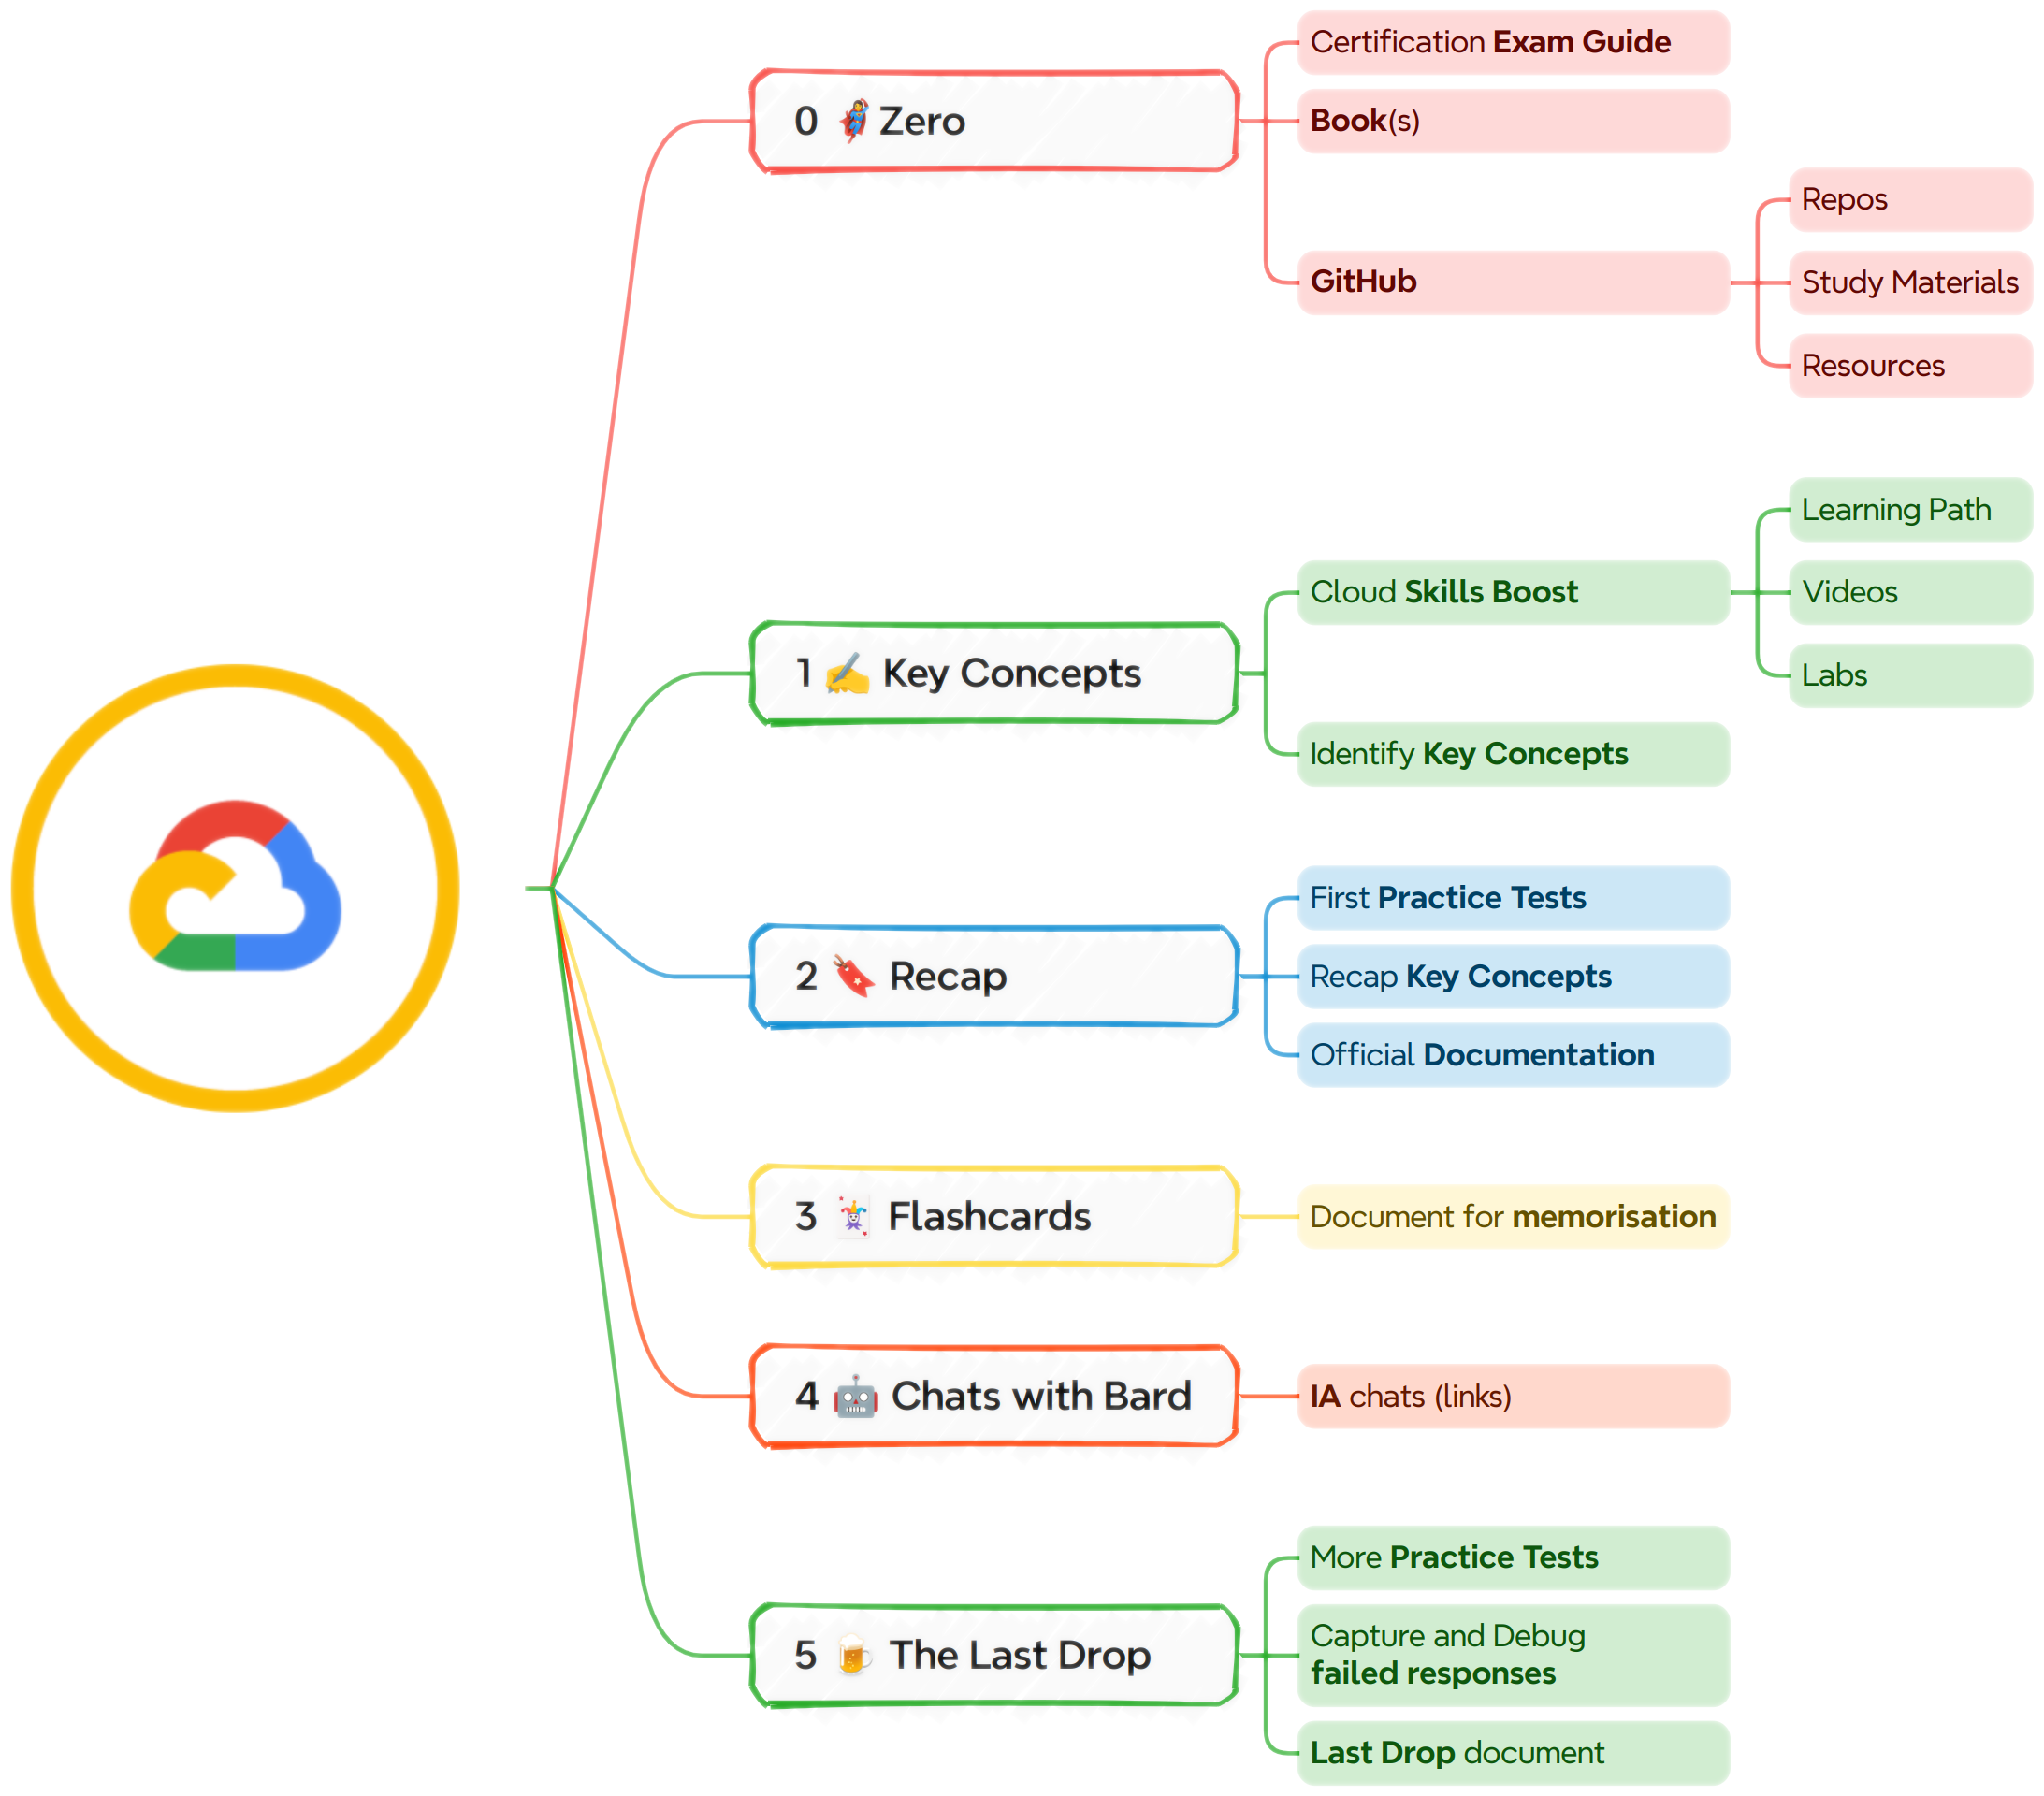 0 🦸‍♀️ Zero
Certification Exam Guide
Book(s)
GitHub
Repos
Study Materials
Resources
1 ✍️ Key Concepts
Cloud Skills Boost
Learning Path
Videos
Labs
Identify Key Concepts
2 🔖 Recap
First Practice Tests
Recap Key Concepts
Official Documentation
3 🃏 Flashcards
Document for memorisation
4 🤖 Chats with Bard
IA chats (links)
5 🍺 The Last Drop
More Practice Tests
Capture and Debug
failed responses
Last Drop document